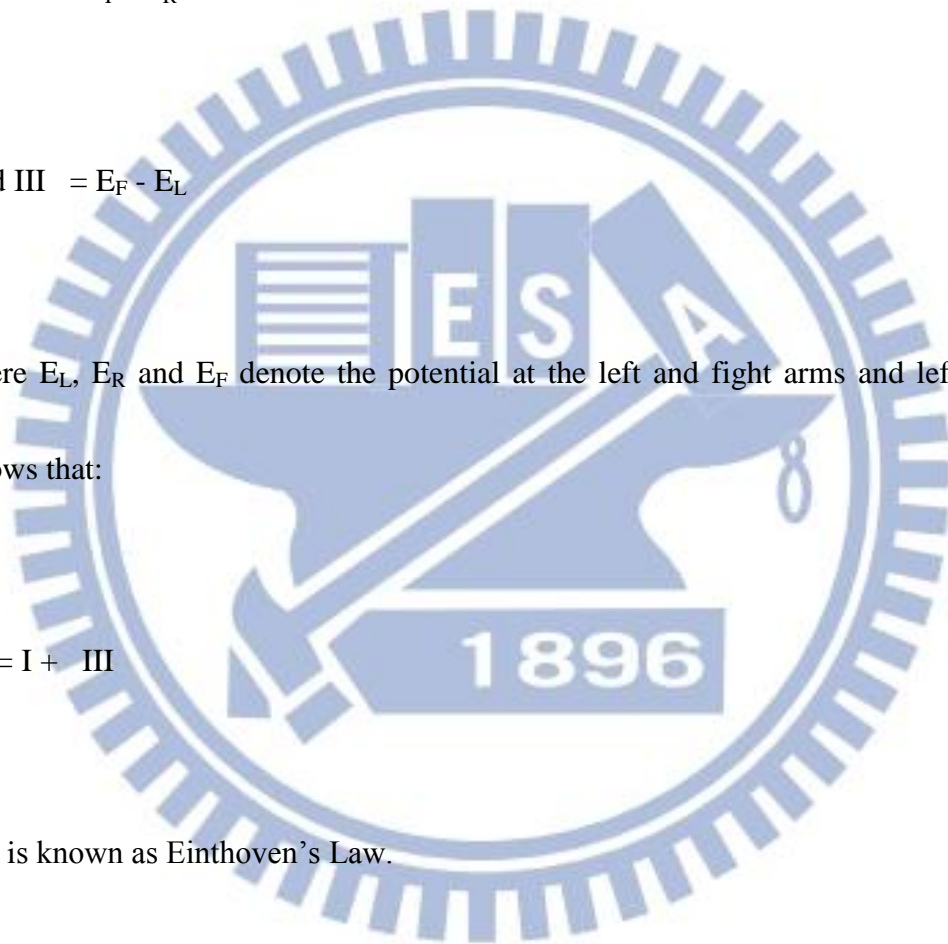 III = E_F - E_L
E S A
ere E_L, E_R and E_F denote the potential at the left and fight arms and lef
ows that:
= I + III
1896
is known as Einthoven's Law.